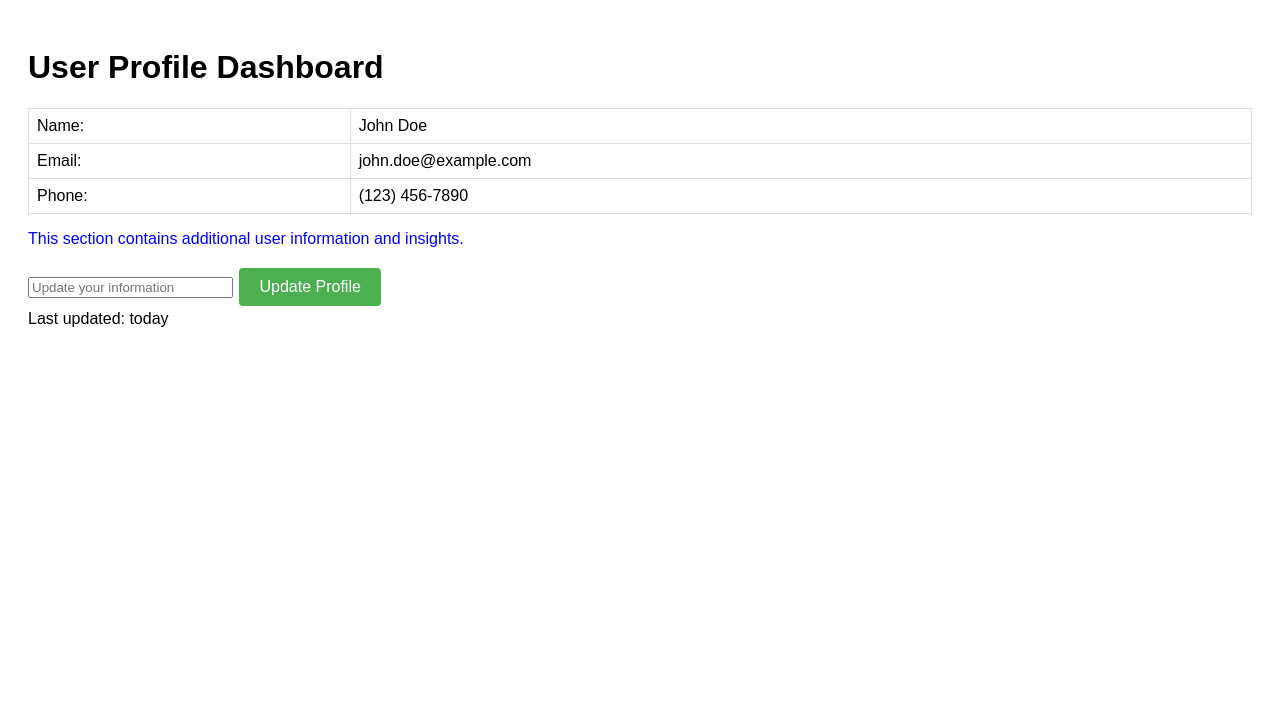 User Profile Dashboard
Name: John Doe
Email: john.doe@example.com
Phone: (123) 456-7890
This section contains additional user information and insights.
Update your information Update Profile
Last updated: today